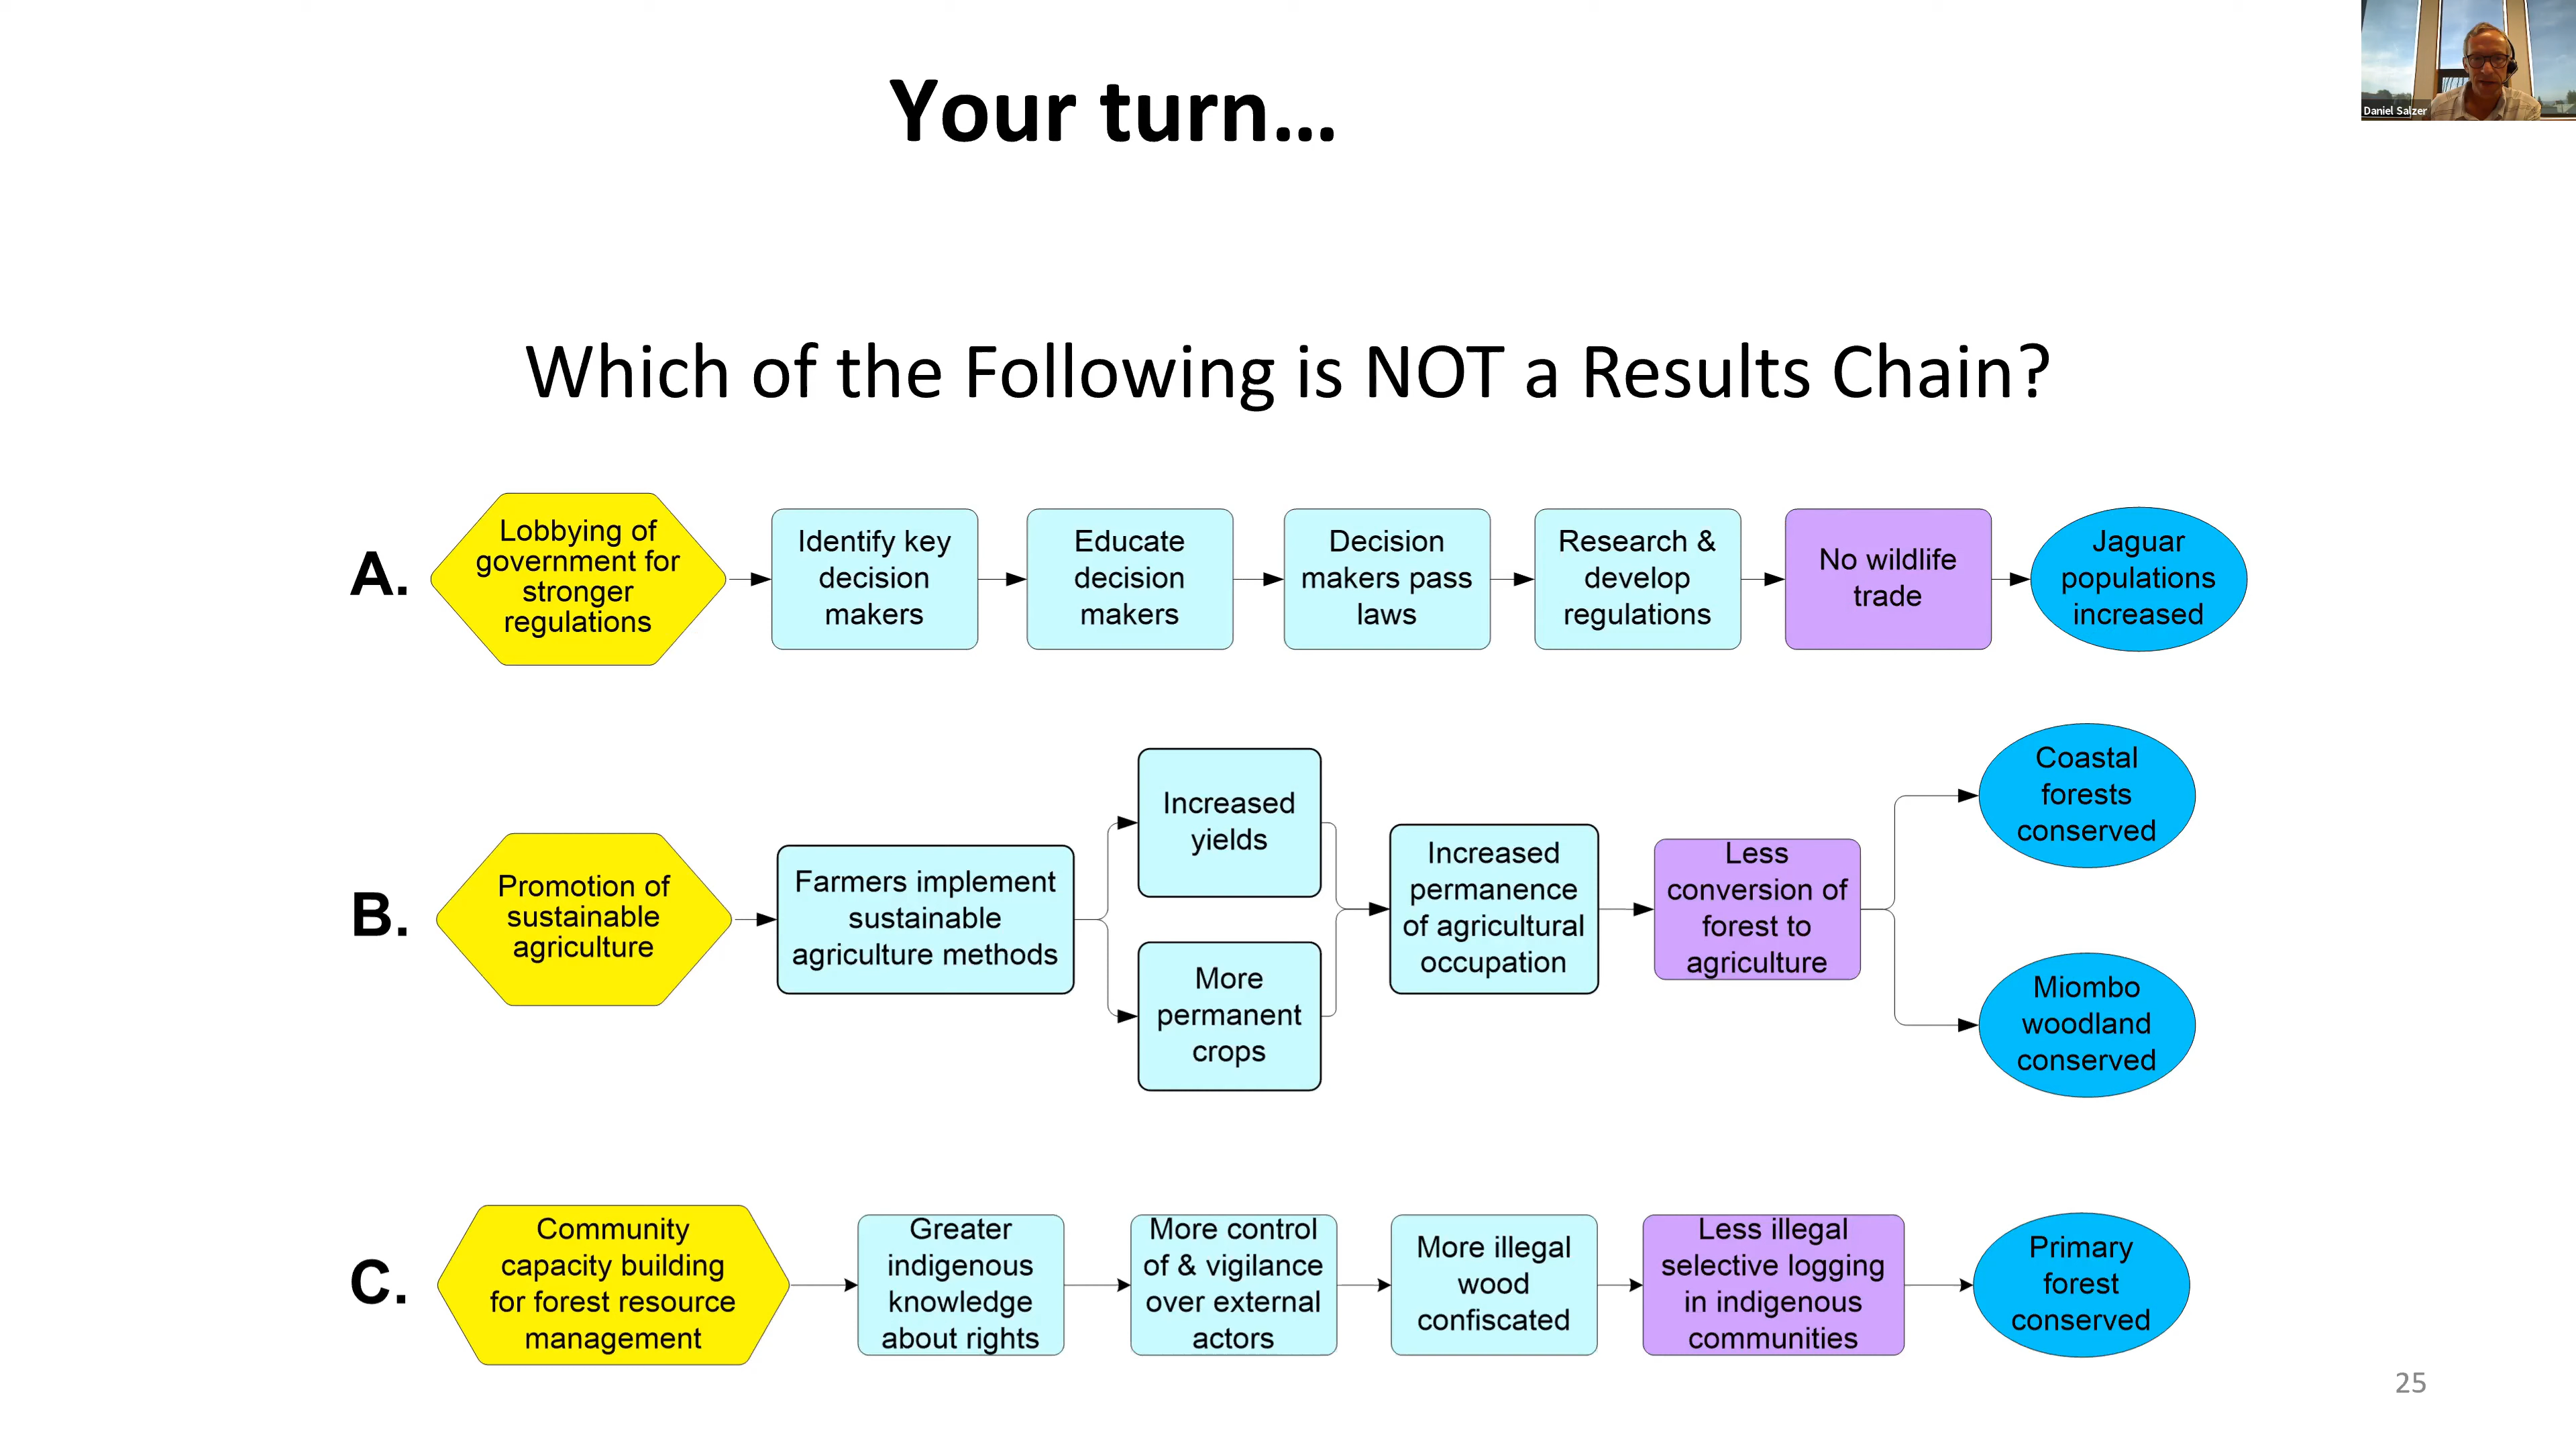 Daniel Salzer
Your turn...
Which of the Following is NOT a Results Chain?
A.
Lobbying of
government for
stronger
regulations
Identify key
decision
makers
Educate
decision
makers
Decision
makers pass
laws
Research &
develop
regulations
No wildlife
trade
Jaguar
populations
increased
B.
Promotion of
sustainable
agriculture
Farmers implement
sustainable
agriculture methods
Increased
yields
More
permanent
crops
Increased
permanence
of agricultural
occupation
Less
conversion of
forest to
agriculture
Coastal
forests
conserved
Miombo
woodland
conserved
C.
Community
capacity building
for forest resource
management
Greater
indigenous
knowledge
about rights
More control
of & vigilance
over external
actors
More illegal
wood
confiscated
Less illegal
selective logging
in indigenous
communities
Primary
forest
conserved
25